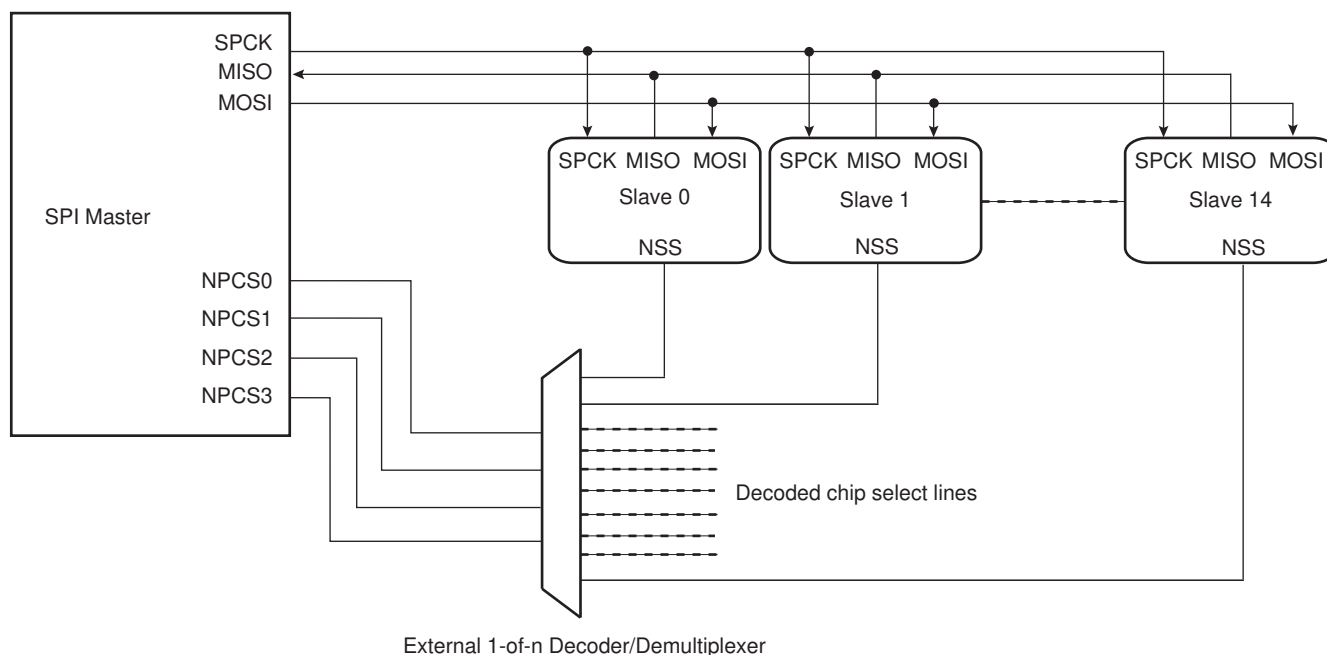 SPCK
MISO
MOSI
SPI Master
NPCS0
NPCS1
NPCS2
NPCS3
SPCK MISO MOSI
Slave 0
NSS
SPCK MISO MOSI
Slave 1
NSS
SPCK MISO MOSI
Slave 14
NSS
Decoded chip select lines
External 1-of-n Decoder/Demultiplexer